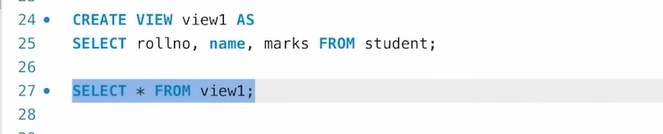 24 CREATE VIEW view1 AS
25 SELECT rollno, name, marks FROM student;
26
27 SELECT * FROM view1;
28